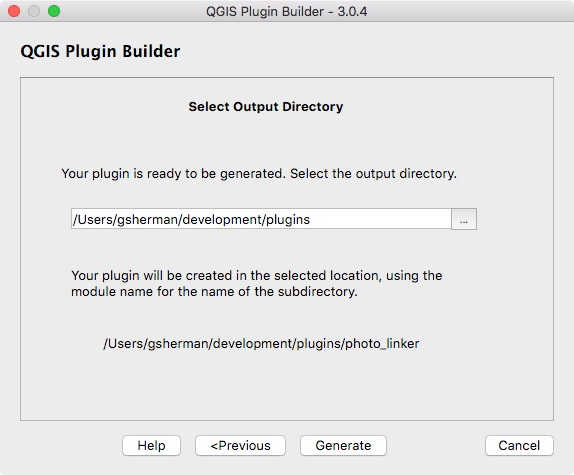 QGIS Plugin Builder - 3.0.4
QGIS Plugin Builder
Select Output Directory
Your plugin is ready to be generated. Select the output directory.
/Users/gsherman/development/plugins
...
Your plugin will be created in the selected location, using the
module name for the name of the subdirectory.
/Users/gsherman/development/plugins/photo_linker
Help
<Previous
Generate
Cancel